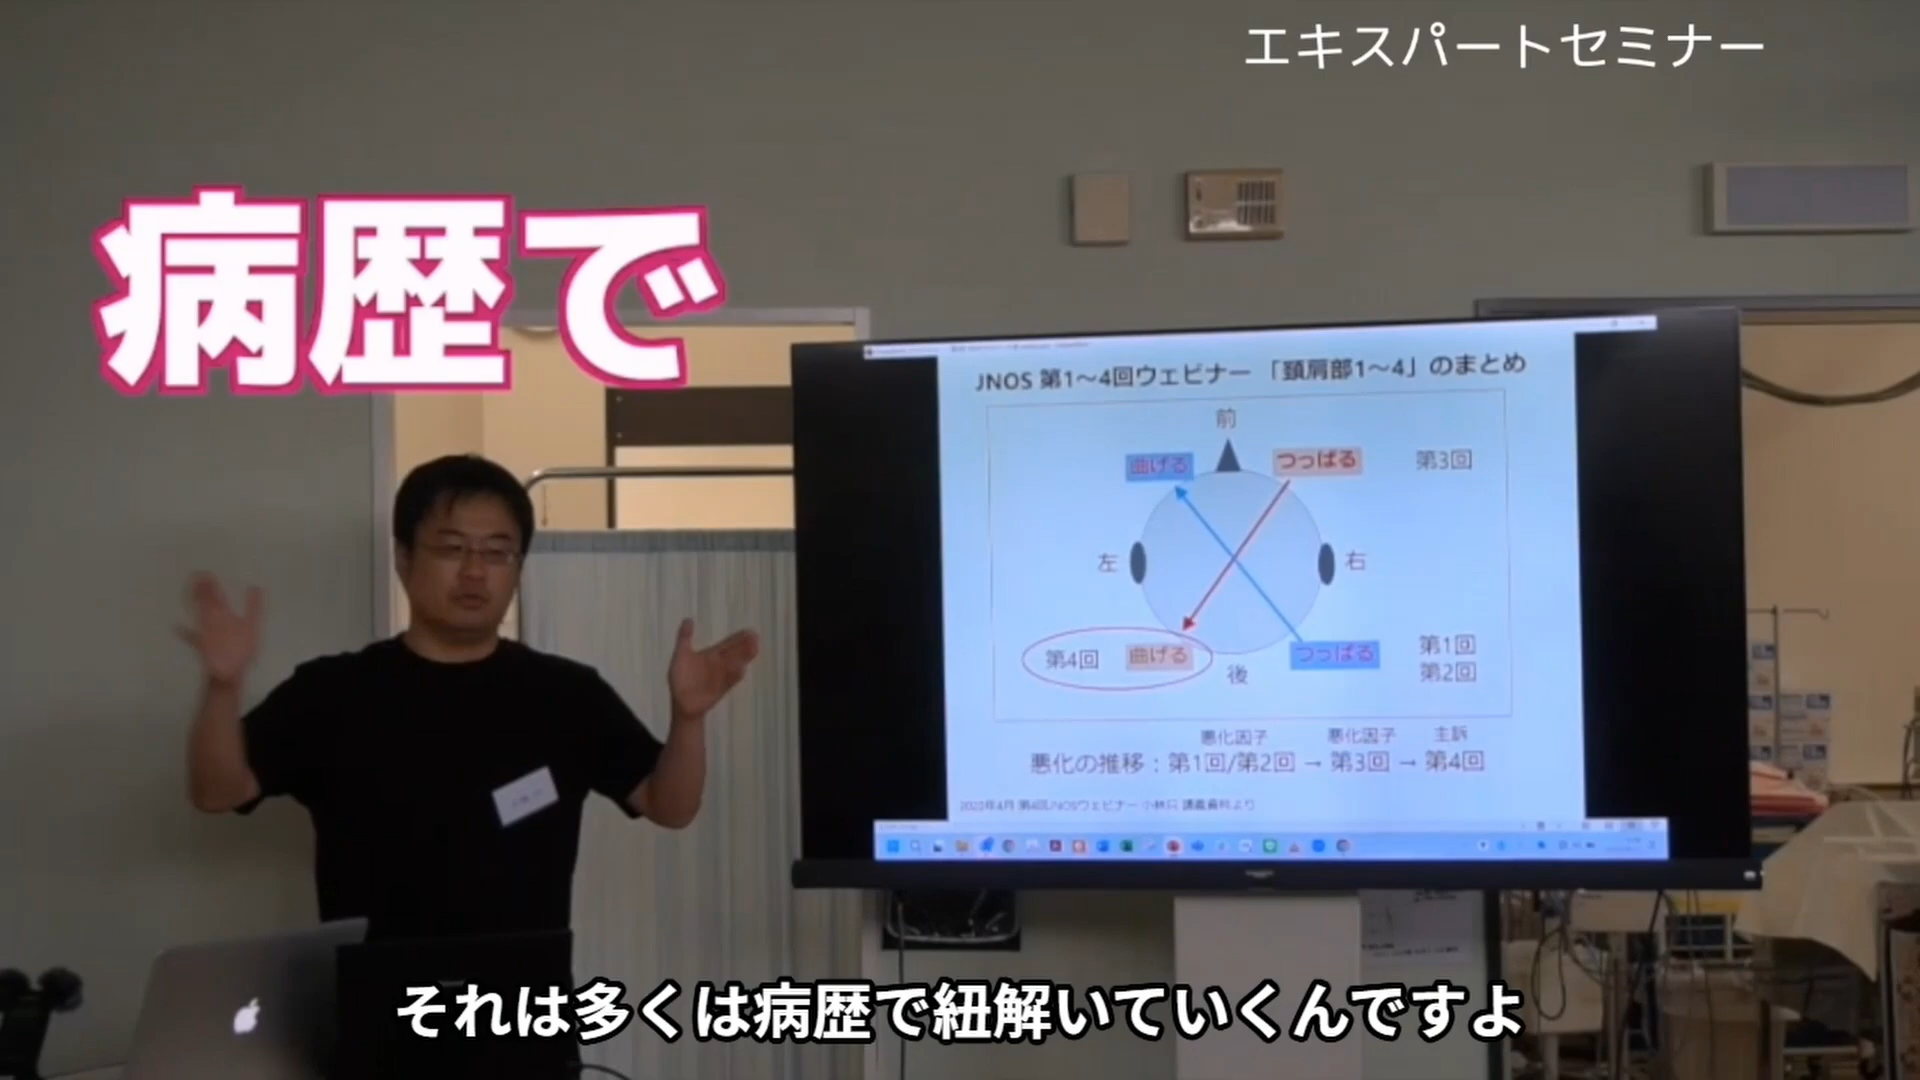 エキスパートセミナー
病歴で
JNOS 第1～4回ウェビナー 「頚肩部1～4」のまとめ
前
曲げる
つっぱる
第3回
左
右
第4回
曲げる
後
つっぱる
第1回
第2回
悪化因子
悪化因子
主訴
悪化の推移：第1回/第2回 → 第3回 → 第4回
それは多くは病歴で紐解いていくんですよ